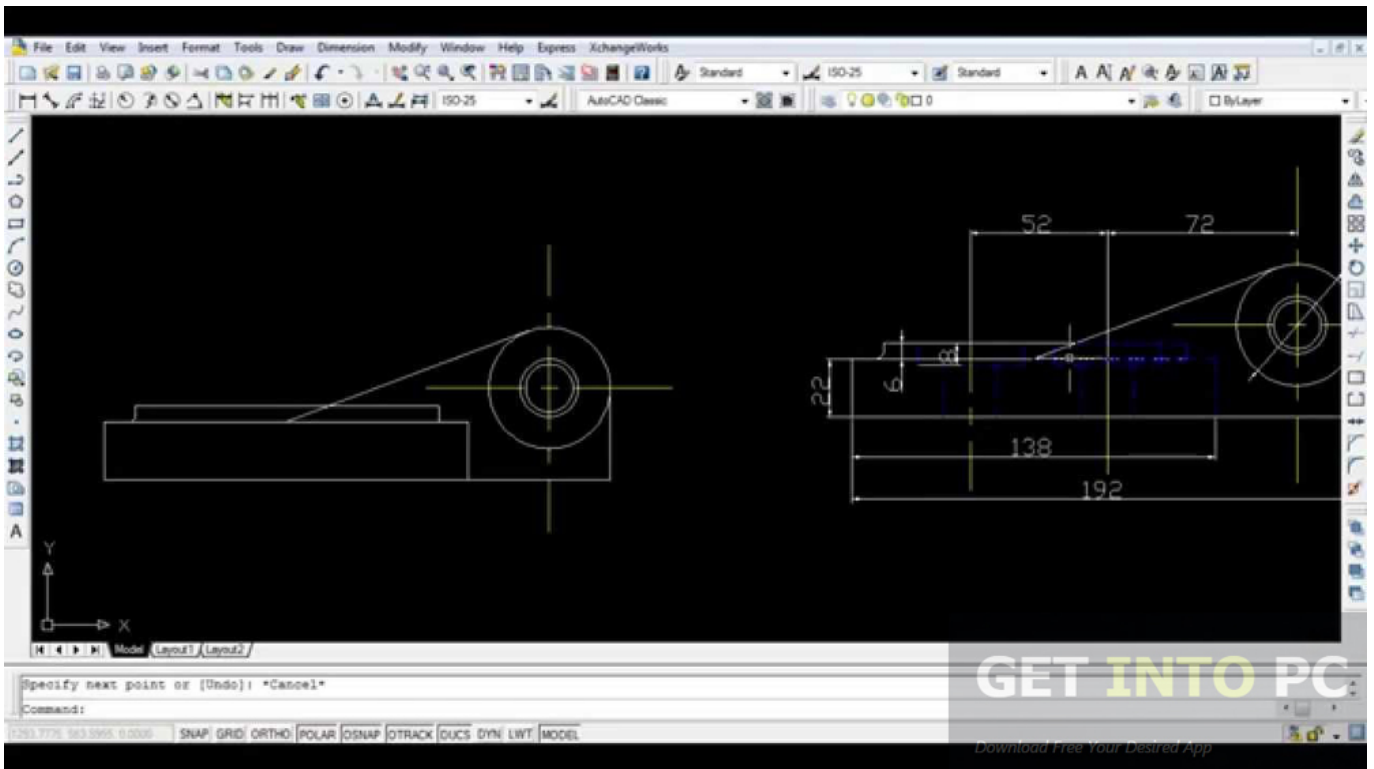 File Edit View Insert Format Tools Draw Dimension Modify Window Help Express XchangeWorks
Standard ISO-25 Standard
ISO-25 AutoCAD Classic 0 ByLayer
52 72
8
6
22
138
192
A
Y
X
Model Layout1 Layout2
Specify next point or [Undo]: *Cancel*
Command:
SNAP GRID ORTHO POLAR OSNAP OTRACK DUCS DYN LWT MODEL
GET INTO PC
Download Free Your Desired App